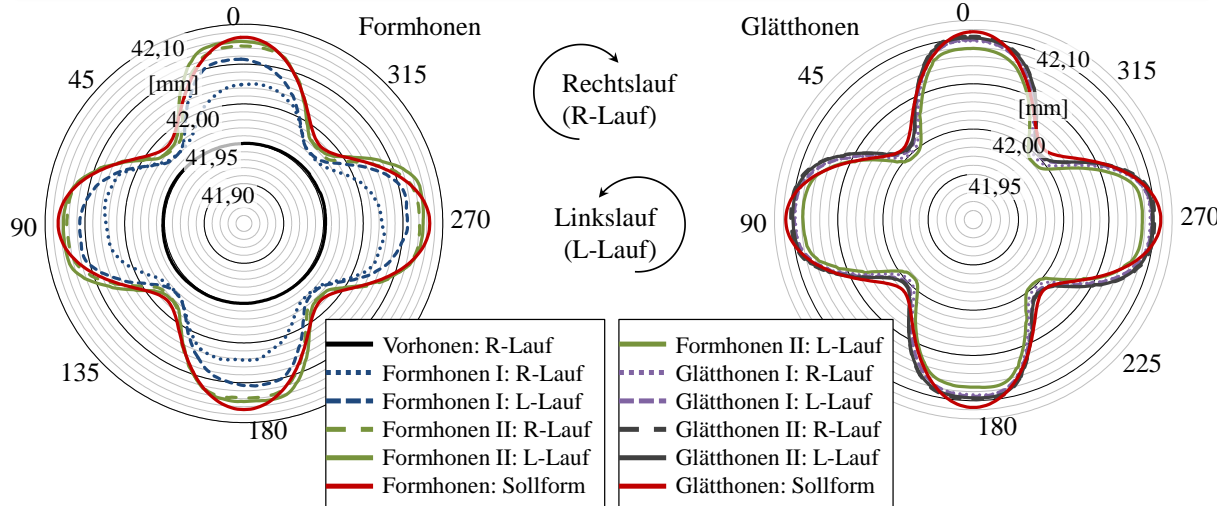 Formhonen
0
45
90
135
180
270
315
42,10
[mm]
42,00
41,95
41,90
Rechtslauf
(R-Lauf)
Linkslauf
(L-Lauf)
Glätthonen
0
45
90
180
225
270
315
42,10
[mm]
42,00
41,95
Vorhonen: R-Lauf
Formhonen I: R-Lauf
Formhonen I: L-Lauf
Formhonen II: R-Lauf
Formhonen II: L-Lauf
Formhonen: Sollform
Formhonen II: L-Lauf
Glätthonen I: R-Lauf
Glätthonen I: L-Lauf
Glätthonen II: R-Lauf
Glätthonen II: L-Lauf
Glätthonen: Sollform